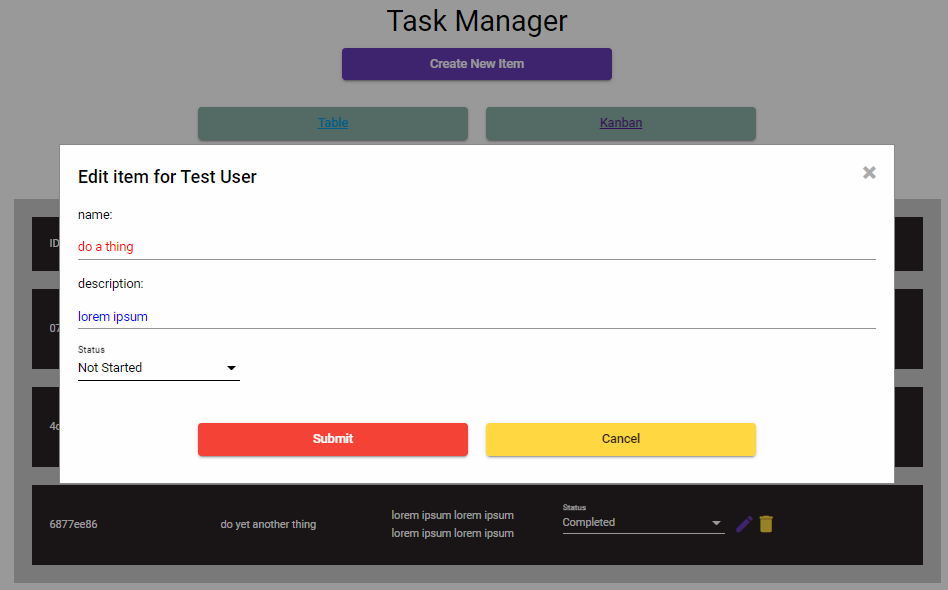 Task Manager
Create New Item
Table
Kanban
Edit item for Test User
×
name:
ID
do a thing
description:
lorem ipsum
07
Status
Not Started
Submit
Cancel
6877ee86
do yet another thing
lorem ipsum lorem ipsum
lorem ipsum lorem ipsum
Status
Completed